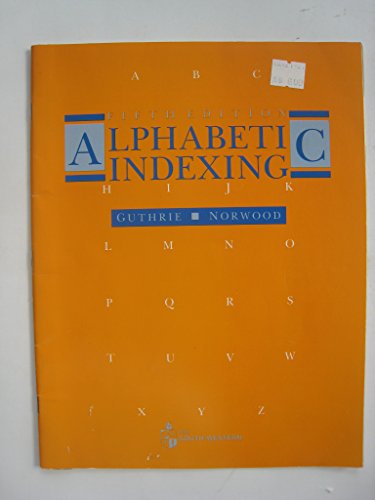 A B C
FIFTH EDITION
ALPHABETIC
INDEXING
H I J K
GUTHRIE ■ NORWOOD
L M N O
P Q R S
T U V W
X Y Z